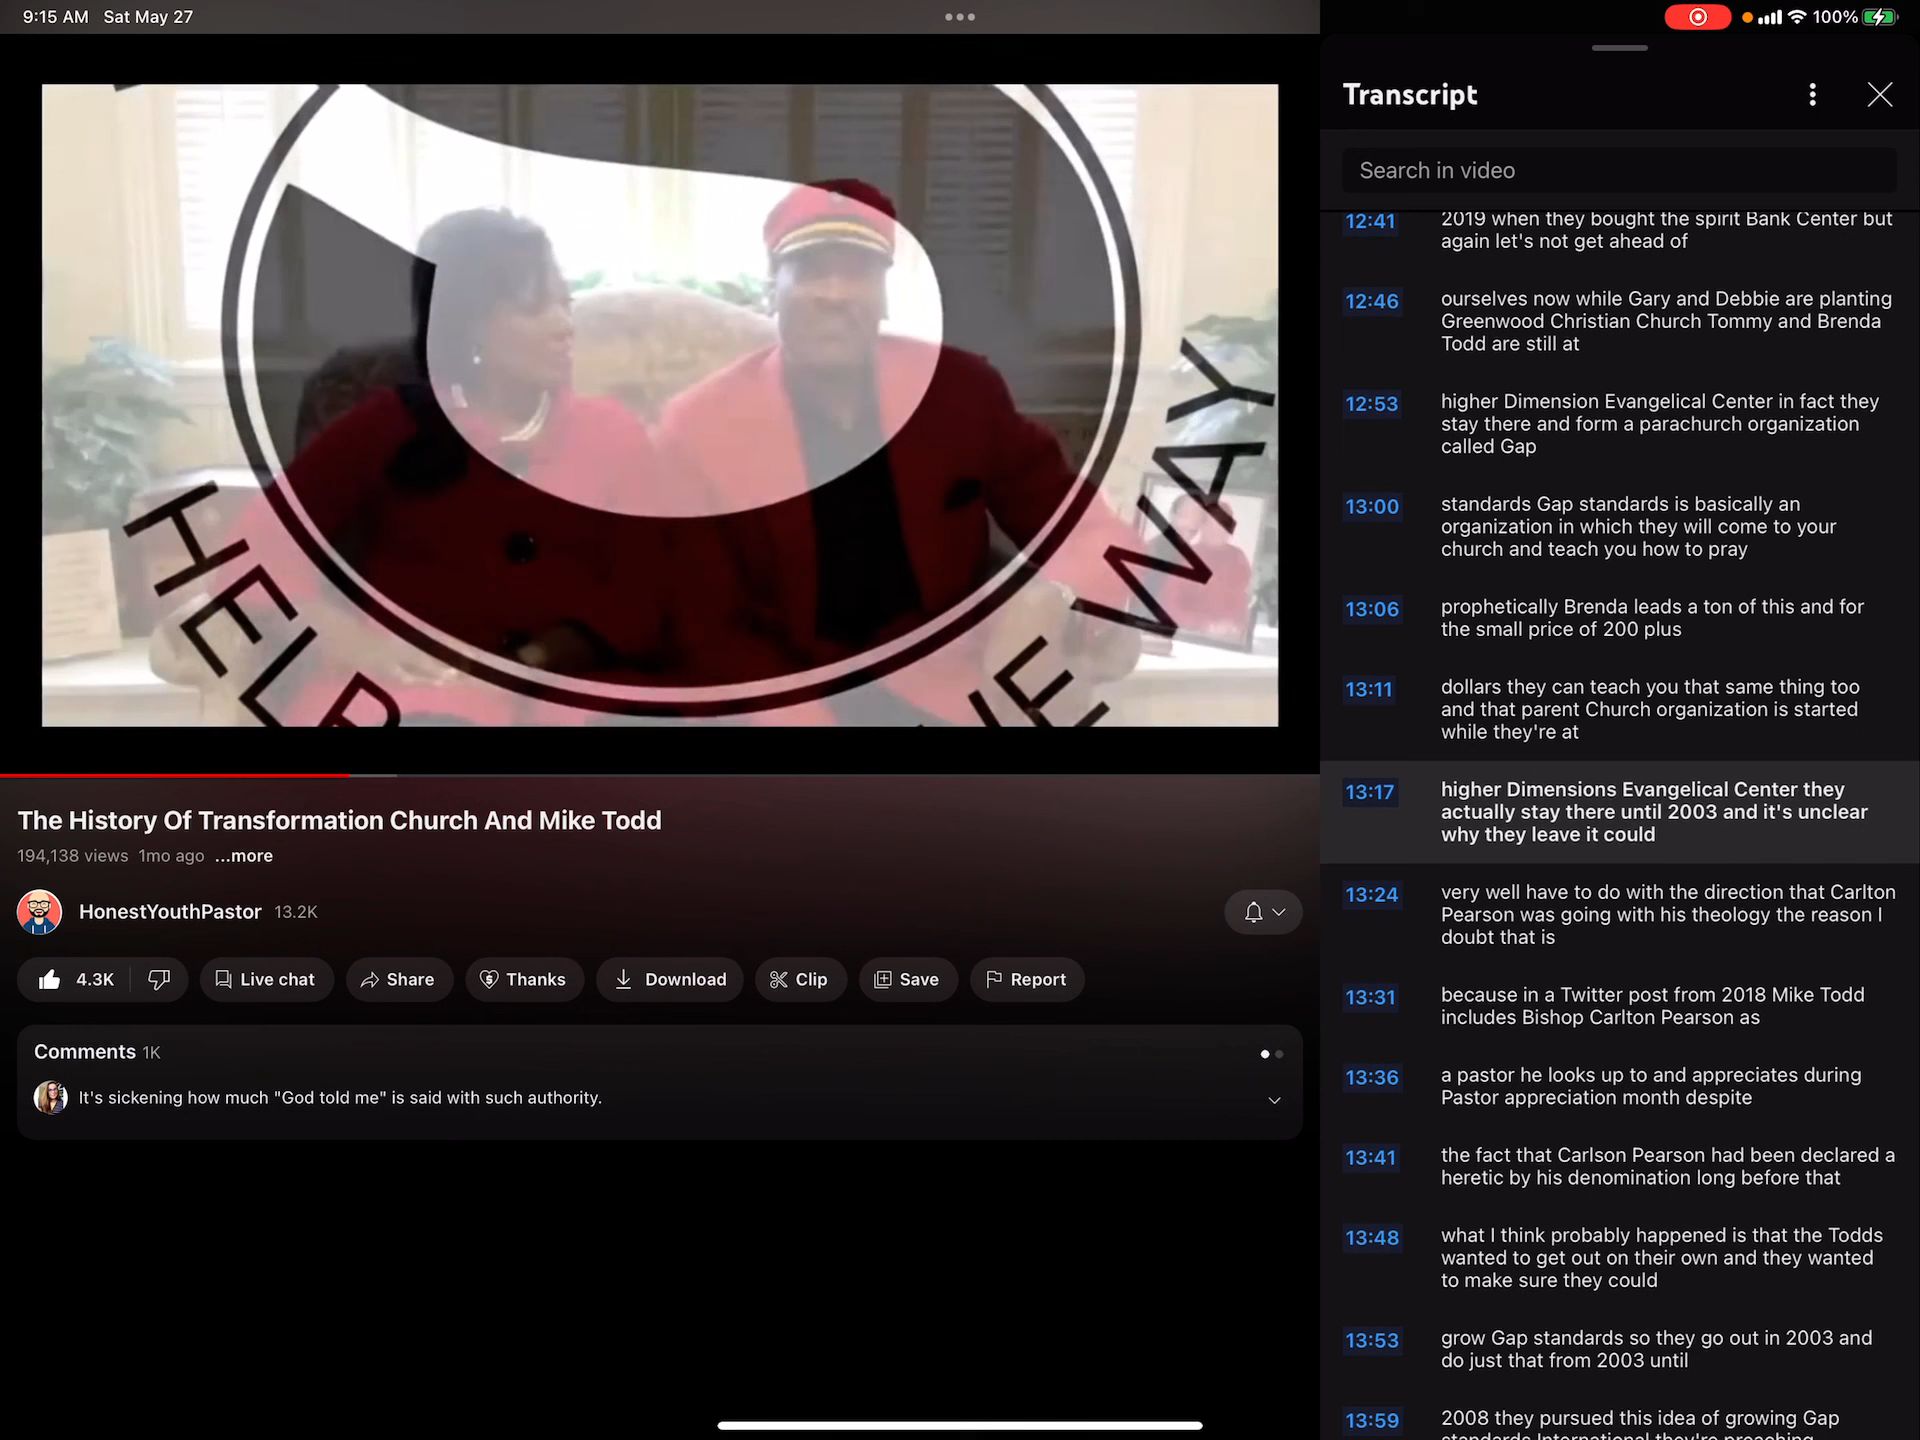 9:15 AM Sat May 27
100%
HELP
WAY
The History Of Transformation Church And Mike Todd
194,138 views 1mo ago ...more
HonestYouthPastor 13.2K
4.3K
Live chat
Share
Thanks
Download
Clip
Save
Report
Comments 1K
It's sickening how much "God told me" is said with such authority.
Transcript
Search in video
12:41
2019 when they bought the spirit Bank Center but
again let's not get ahead of
12:46
ourselves now while Gary and Debbie are planting
Greenwood Christian Church Tommy and Brenda
Todd are still at
12:53
higher Dimension Evangelical Center in fact they
stay there and form a parachurch organization
called Gap
13:00
standards Gap standards is basically an
organization in which they will come to your
church and teach you how to pray
13:06
prophetically Brenda leads a ton of this and for
the small price of 200 plus
13:11
dollars they can teach you that same thing too
and that parent Church organization is started
while they're at
13:17
higher Dimensions Evangelical Center they
actually stay there until 2003 and it's unclear
why they leave it could
13:24
very well have to do with the direction that Carlton
Pearson was going with his theology the reason I
doubt that is
13:31
because in a Twitter post from 2018 Mike Todd
includes Bishop Carlton Pearson as
13:36
a pastor he looks up to and appreciates during
Pastor appreciation month despite
13:41
the fact that Carlson Pearson had been declared a
heretic by his denomination long before that
13:48
what I think probably happened is that the Todds
wanted to get out on their own and they wanted
to make sure they could
13:53
grow Gap standards so they go out in 2003 and
do just that from 2003 until
13:59
2008 they pursued this idea of growing Gap
standards International they're preaching